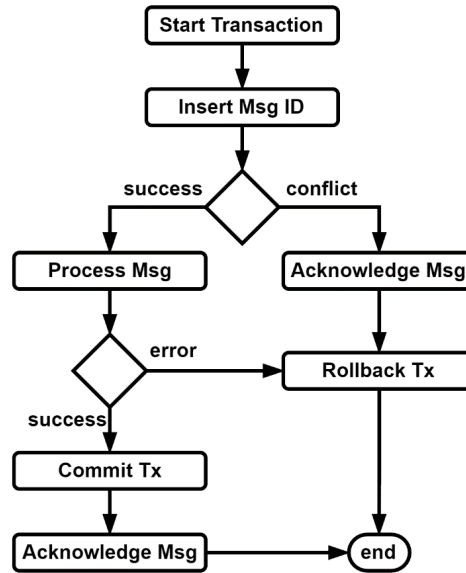 Start Transaction
Insert Msg ID
success
conflict
Process Msg
Acknowledge Msg
error
Rollback Tx
success
Commit Tx
Acknowledge Msg
end